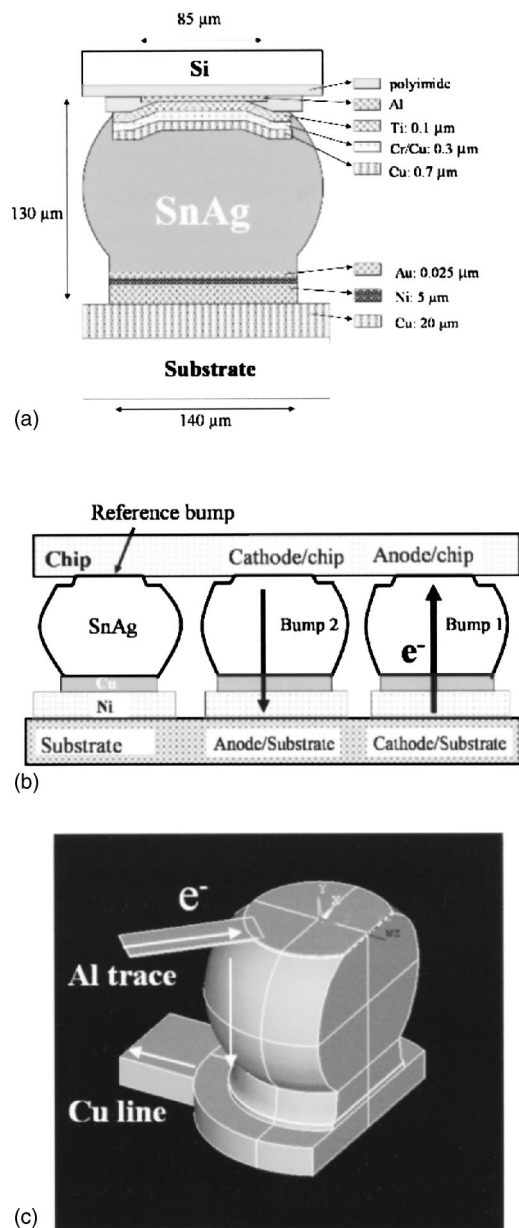 85 µm
Si
polyimide
Al
Ti: 0.1 µm
Cr/Cu: 0.3 µm
Cu: 0.7 µm
130 µm
SnAg
Au: 0.025 µm
Ni: 5 µm
Cu: 20 µm
Substrate
140 µm
(a)
Reference bump
Chip
Cathode/chip
Anode/chip
SnAg
Bump 2
Bump 1
e-
Cu
Ni
Substrate
Anode/Substrate
Cathode/Substrate
(b)
e-
Y
X
Al trace
Cu line
(c)